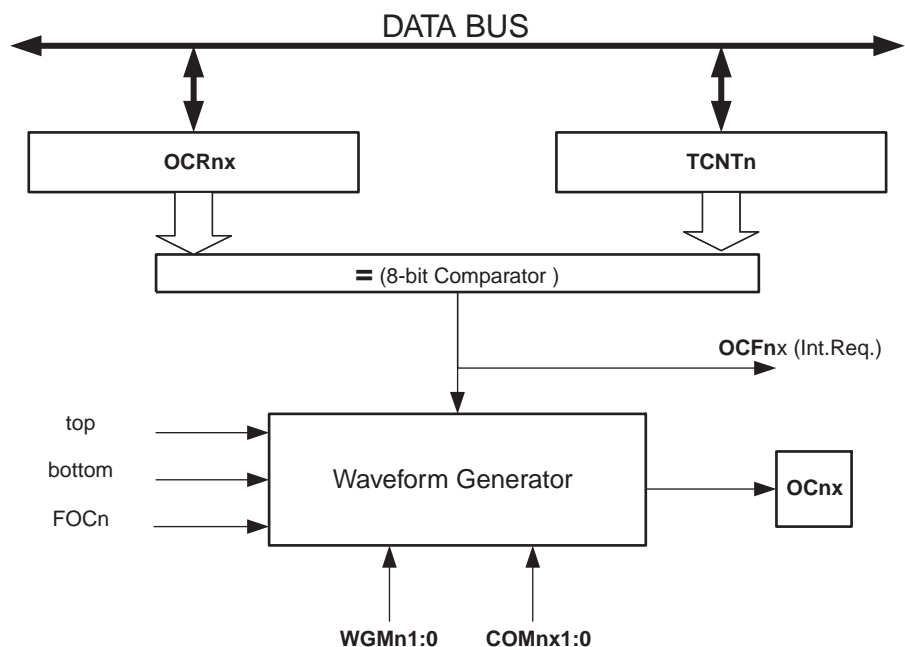 DATA BUS
OCRnx
TCNTn
= (8-bit Comparator )
OCFnx (Int.Req.)
top
bottom
FOCn
Waveform Generator
OCnx
WGMn1:0
COMnx1:0